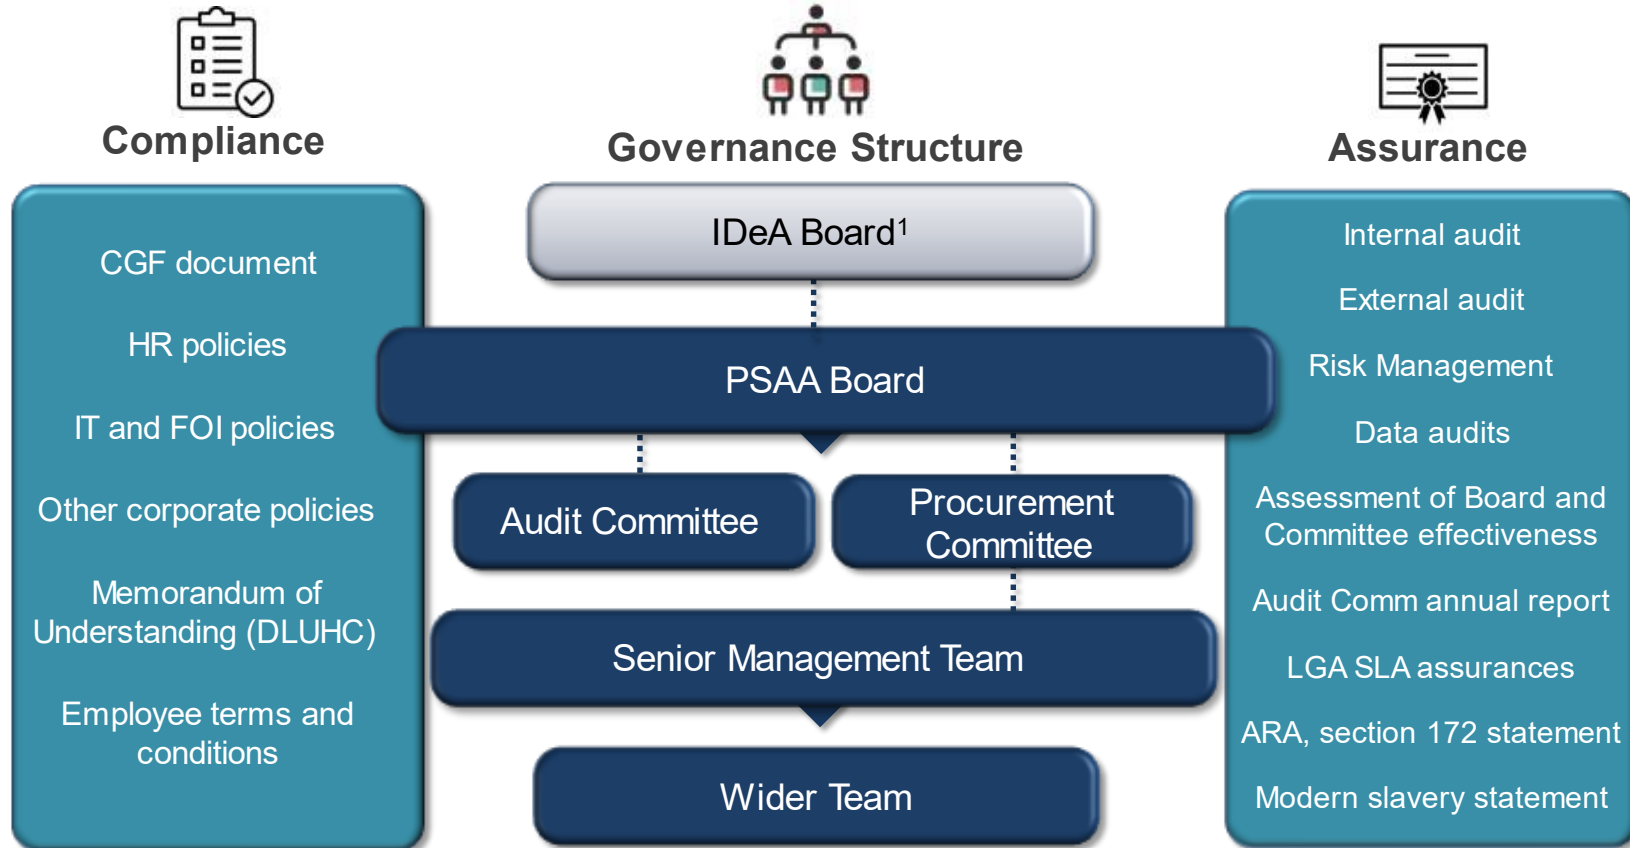 Compliance
CGF document
HR policies
IT and FOI policies
Other corporate policies
Memorandum of
Understanding (DLUHC)
Employee terms and
conditions
Governance Structure
IDeA Board¹
PSAA Board
Audit Committee
Procurement
Committee
Senior Management Team
Wider Team
Assurance
Internal audit
External audit
Risk Management
Data audits
Assessment of Board and
Committee effectiveness
Audit Comm annual report
LGA SLA assurances
ARA, section 172 statement
Modern slavery statement